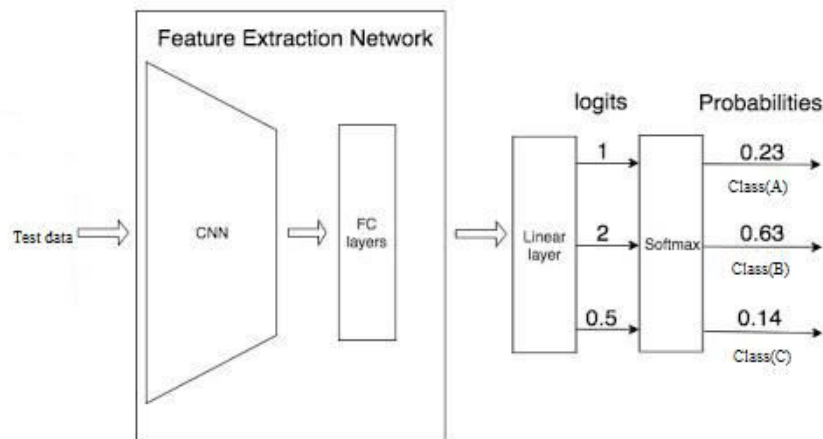 Feature Extraction Network
logits
Probabilities
Test data
CNN
FC
layers
Linear
layer
1
2
0.5
Softmax
0.23
Class(A)
0.63
Class(B)
0.14
Class(C)